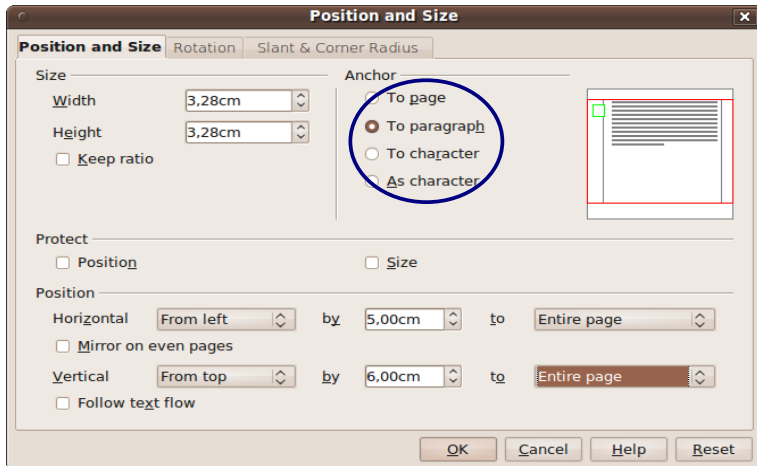 Position and Size
Position and Size Rotation Slant & Corner Radius
Size Anchor
Width 3,28cm To page
Height 3,28cm To paragraph
Keep ratio To character
As character
Protect
Position Size
Position
Horizontal From left by 5,00cm to Entire page
Mirror on even pages
Vertical From top by 6,00cm to Entire page
Follow text flow
OK Cancel Help Reset